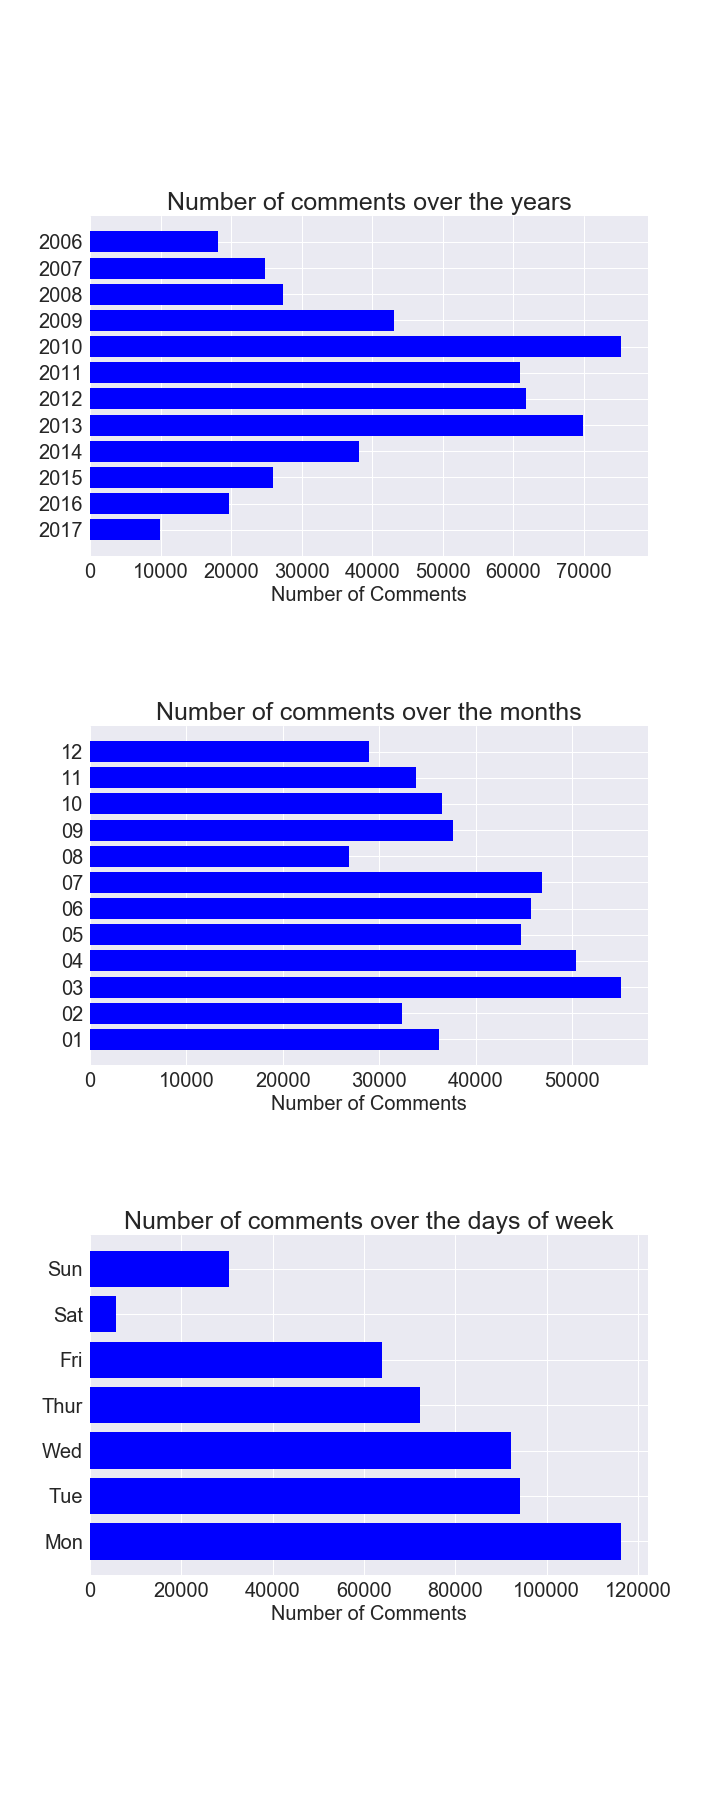 Number of comments over the years
2006
2007
2008
2009
2010
2011
2012
2013
2014
2015
2016
2017
0 10000 20000 30000 40000 50000 60000 70000
Number of Comments
Number of comments over the months
12
11
10
09
08
07
06
05
04
03
02
01
0 10000 20000 30000 40000 50000
Number of Comments
Number of comments over the days of week
Sun
Sat
Fri
Thur
Wed
Tue
Mon
0 20000 40000 60000 80000 100000 120000
Number of Comments